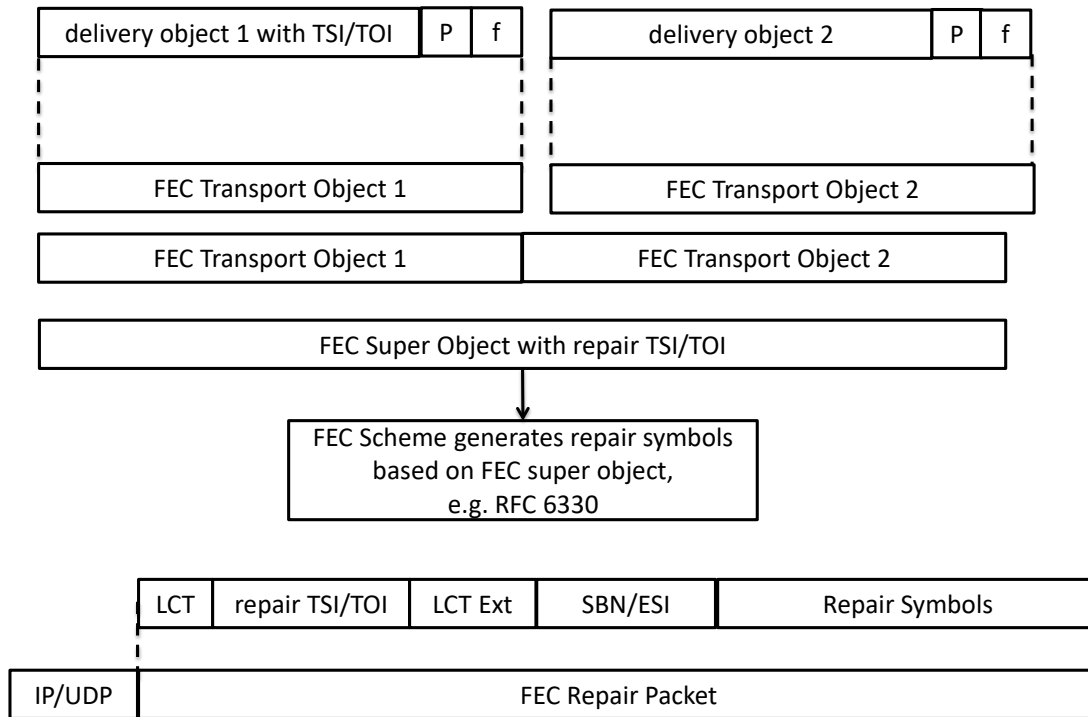 delivery object 1 with TSI/TOI P f
delivery object 2 P f
FEC Transport Object 1
FEC Transport Object 2
FEC Transport Object 1
FEC Transport Object 2
FEC Super Object with repair TSI/TOI
FEC Scheme generates repair symbols
based on FEC super object,
e.g. RFC 6330
LCT repair TSI/TOI LCT Ext SBN/ESI Repair Symbols
IP/UDP FEC Repair Packet